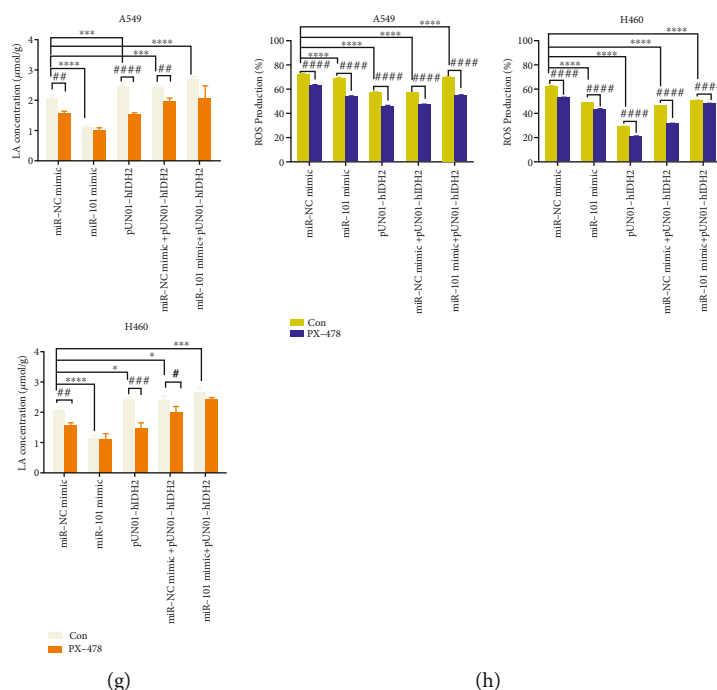 A549
LA concentration (μmol/g)
4
3
2
1
0
***
***
****
****
##
####
##
miR–NC mimic
miR–101 mimic
pUN01–hIDH2
miR–NC mimic +pUN01–hIDH2
miR–101 mimic+pUN01–hIDH2
A549
ROS Production (%)
100
80
60
40
20
0
****
****
****
****
####
####
####
####
####
miR–NC mimic
miR–101 mimic
pUN01–hIDH2
miR–NC mimic +pUN01–hIDH2
miR–101 mimic+pUN01–hIDH2
H460
ROS Production (%)
100
80
60
40
20
0
****
****
****
****
####
####
####
####
####
miR–NC mimic
miR–101 mimic
pUN01–hIDH2
miR–NC mimic +pUN01–hIDH2
miR–101 mimic+pUN01–hIDH2
Con
PX–478
H460
LA concentration (μmol/g)
4
3
2
1
0
***
*
*
****
##
###
#
miR–NC mimic
miR–101 mimic
pUN01–hIDH2
miR–NC mimic +pUN01–hIDH2
miR–101 mimic+pUN01–hIDH2
Con
PX–478
(g)
(h)